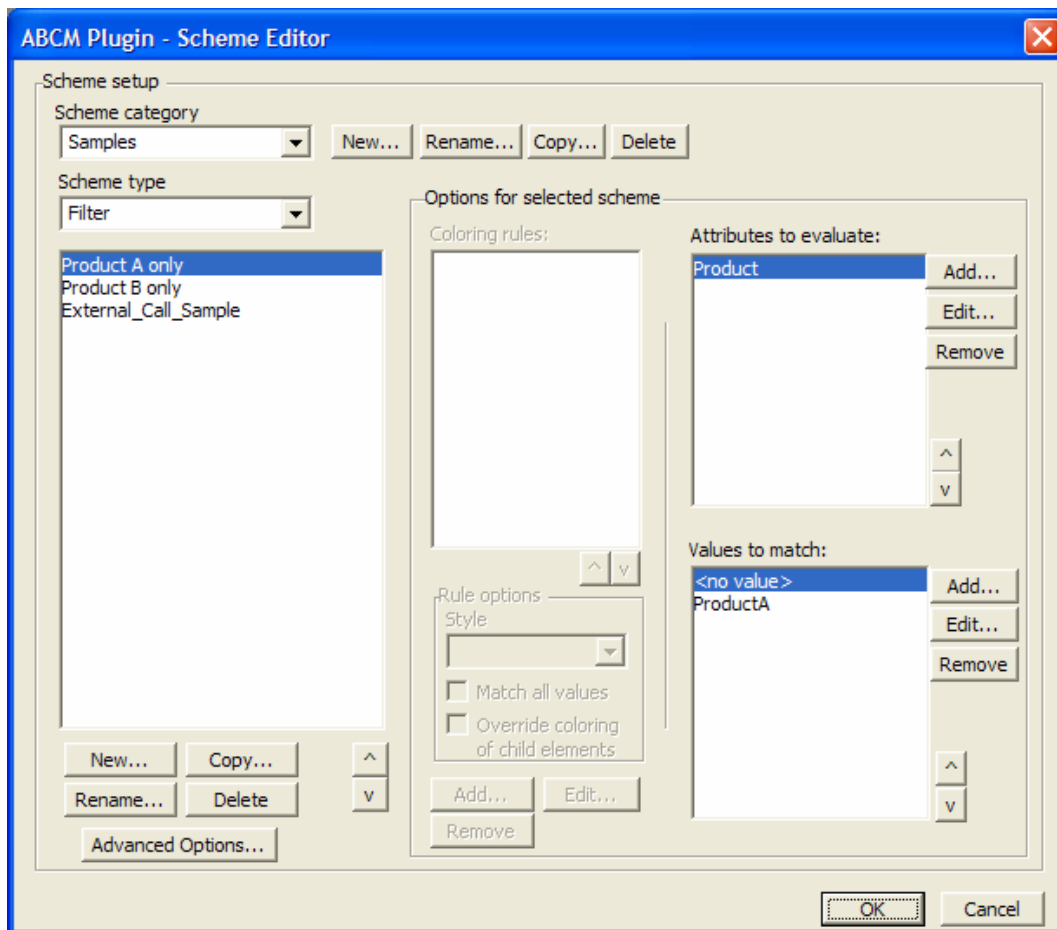 ABCM Plugin - Scheme Editor
Scheme setup
Scheme category
Samples
New... Rename... Copy... Delete
Scheme type
Filter
Product A only
Product B only
External_Call_Sample
New... Copy...
Rename... Delete
^
v
Advanced Options...
Options for selected scheme
Coloring rules:
^ v
Rule options
Style
Match all values
Override coloring
of child elements
Add... Edit...
Remove
Attributes to evaluate:
Product
Add...
Edit...
Remove
^
v
Values to match:
<no value>
ProductA
Add...
Edit...
Remove
^
v
OK Cancel